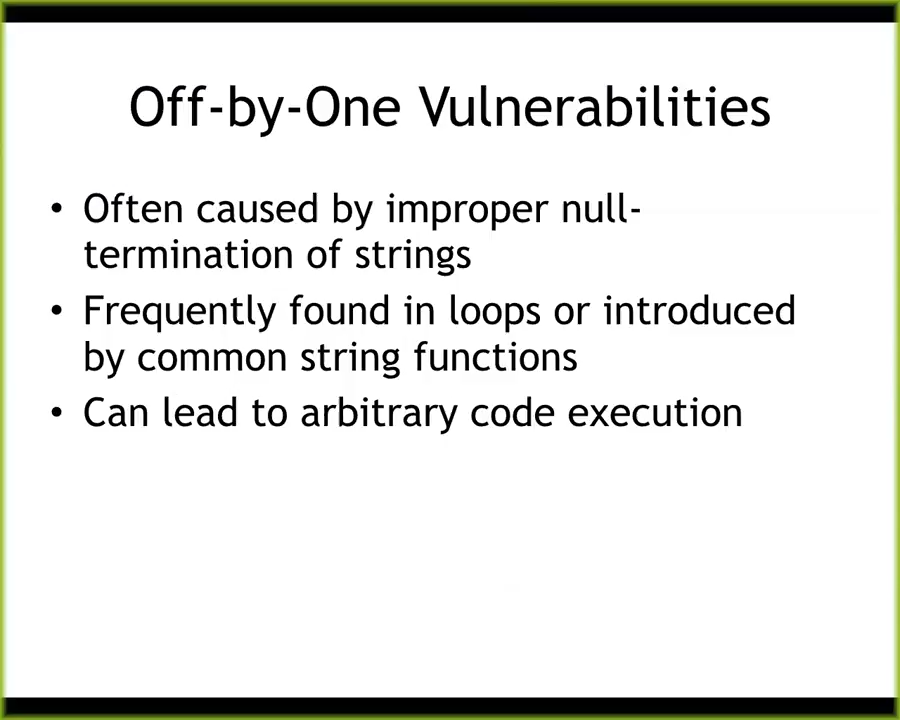 Off-by-One Vulnerabilities
• Often caused by improper null-
termination of strings
• Frequently found in loops or introduced
by common string functions
• Can lead to arbitrary code execution